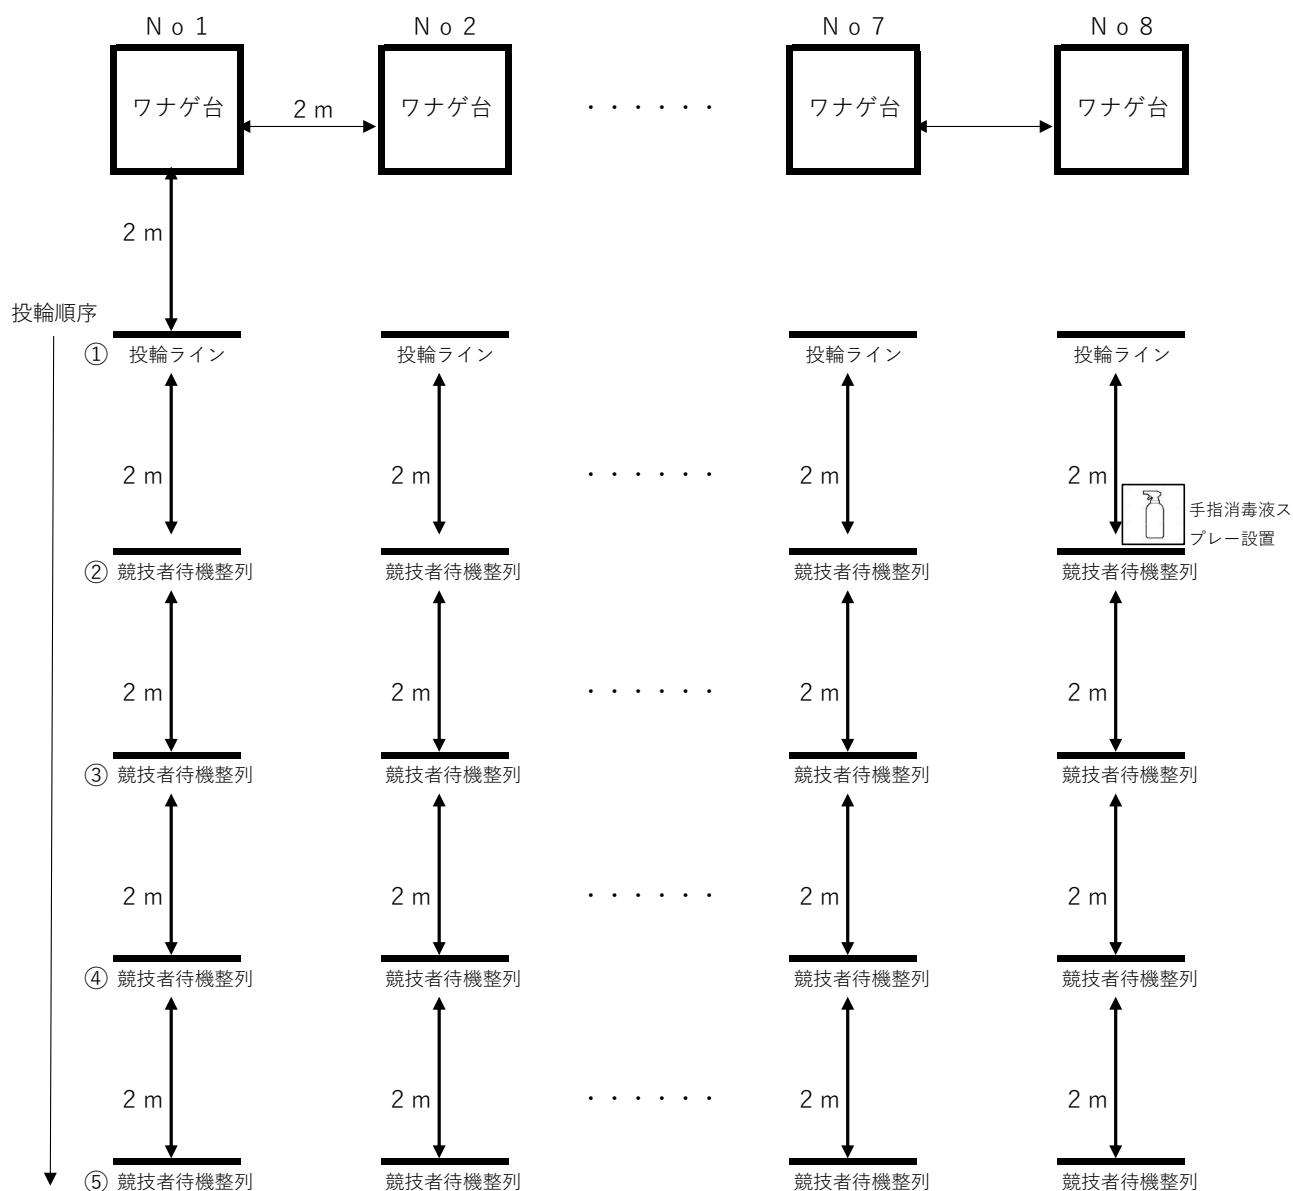 No1 No2 No7 No8
ワナゲ台 2m ワナゲ台 ・・・・・・ ワナゲ台 ワナゲ台
2m
投輪順序
① 投輪ライン 投輪ライン 投輪ライン 投輪ライン
2m 2m ・・・・・・ 2m 2m
手指消毒液ス
プレー設置
② 競技者待機整列 競技者待機整列 競技者待機整列 競技者待機整列
2m 2m ・・・・・・ 2m 2m
③ 競技者待機整列 競技者待機整列 競技者待機整列 競技者待機整列
2m 2m ・・・・・・ 2m 2m
④ 競技者待機整列 競技者待機整列 競技者待機整列 競技者待機整列
2m 2m ・・・・・・ 2m 2m
⑤ 競技者待機整列 競技者待機整列 競技者待機整列 競技者待機整列